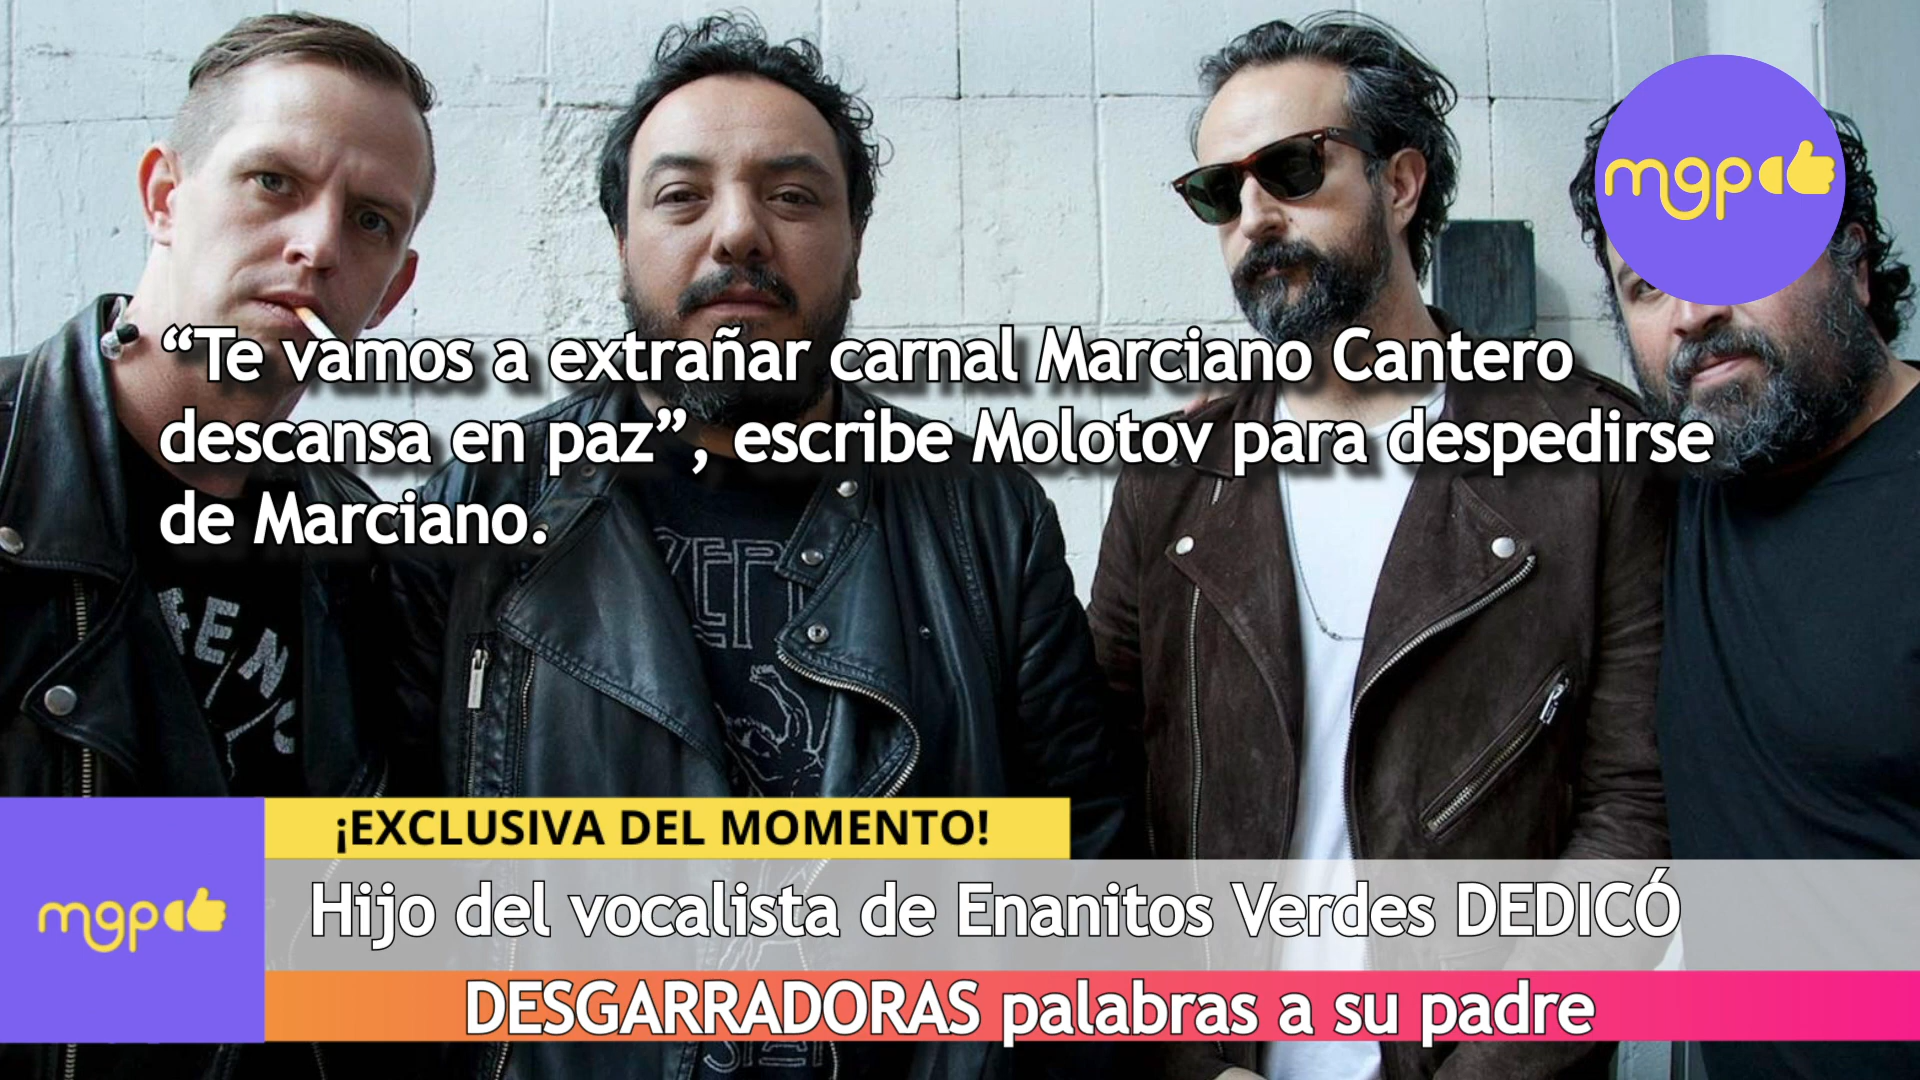 mgp
“Te vamos a extrañar carnal Marciano Cantero
descansa en paz”, escribe Molotov para despedirse
de Marciano.
¡EXCLUSIVA DEL MOMENTO!
mgp
Hijo del vocalista de Enanitos Verdes DEDICÓ
DESGARRADORAS palabras a su padre